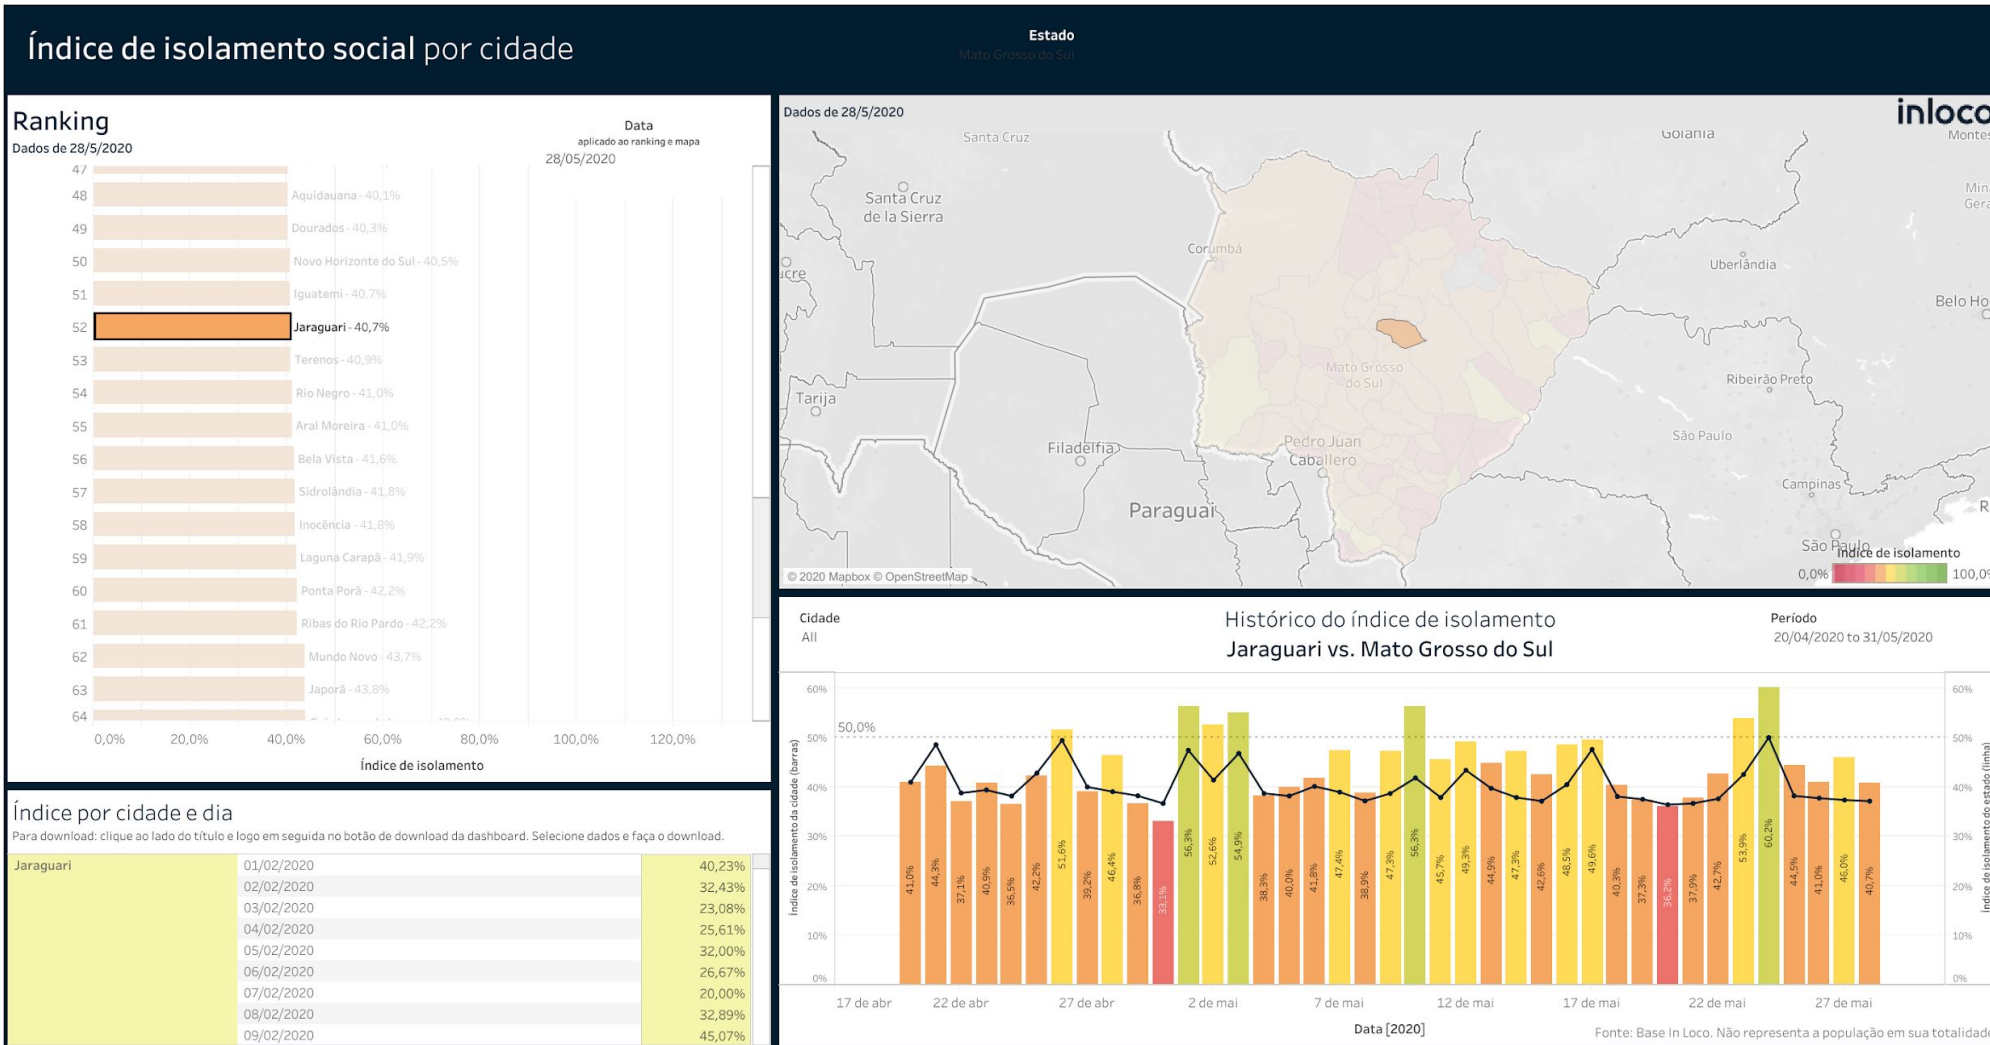 Índice de isolamento social por cidade
Estado
Mato Grosso do Sul
Ranking
Dados de 28/5/2020
Data
aplicado ao ranking e mapa
28/05/2020
47
48 Aquidauana - 40,1%
49 Dourados - 40,3%
50 Novo Horizonte do Sul - 40,5%
51 Iguatemi - 40,7%
52 Jaraguari - 40,7%
53 Terenos - 40,9%
54 Rio Negro - 41,0%
55 Aral Moreira - 41,0%
56 Bela Vista - 41,6%
57 Sidrolândia - 41,8%
58 Inocência - 41,8%
59 Laguna Carapã - 41,9%
60 Ponta Porã - 42,2%
61 Ribas do Rio Pardo - 42,2%
62 Mundo Novo - 43,7%
63 Japorã - 43,8%
64
0,0% 20,0% 40,0% 60,0% 80,0% 100,0% 120,0%
Índice de isolamento
Índice por cidade e dia
Para download: clique ao lado do título e logo em seguida no botão de download da dashboard. Selecione dados e faça o download.
Jaraguari 01/02/2020 40,23%
02/02/2020 32,43%
03/02/2020 23,08%
04/02/2020 25,61%
05/02/2020 32,00%
06/02/2020 26,67%
07/02/2020 20,00%
08/02/2020 32,89%
09/02/2020 45,07%
Dados de 28/5/2020
inloco
Santa Cruz
Goiânia
Montes
Santa Cruz
de la Sierra
Min
Gera
Corumbá
Uberlândia
ucre
Belo Ho
Mato Grosso
do Sul
Ribeirão Preto
Tarija
São Paulo
Filadelfia
Pedro Juan
Caballero
Campinas
Paraguai
R
São Paulo
Índice de isolamento
0,0% 100,0%
© 2020 Mapbox © OpenStreetMap
Cidade
All
Histórico do índice de isolamento
Jaraguari vs. Mato Grosso do Sul
Período
20/04/2020 to 31/05/2020
Índice de isolamento da cidade (barras)
60%
50%
40%
30%
20%
10%
0%
50,0%
41,0% 44,3% 37,1% 40,9% 36,5% 42,2% 51,6% 39,2% 46,4% 36,8% 33,1% 56,3% 52,6% 54,9% 38,3% 40,0% 41,8% 47,4% 38,9% 47,3% 56,3% 45,7% 49,3% 44,9% 47,3% 42,6% 48,5% 49,6% 40,3% 37,3% 36,2% 37,9% 42,7% 53,9% 60,2% 44,5% 41,0% 46,0% 40,7%
60%
50%
40%
30%
20%
10%
0%
Índice de isolamento do estado (linha)
17 de abr 22 de abr 27 de abr 2 de mai 7 de mai 12 de mai 17 de mai 22 de mai 27 de mai
Data [2020]
Fonte: Base In Loco. Não representa a população em sua totalidade